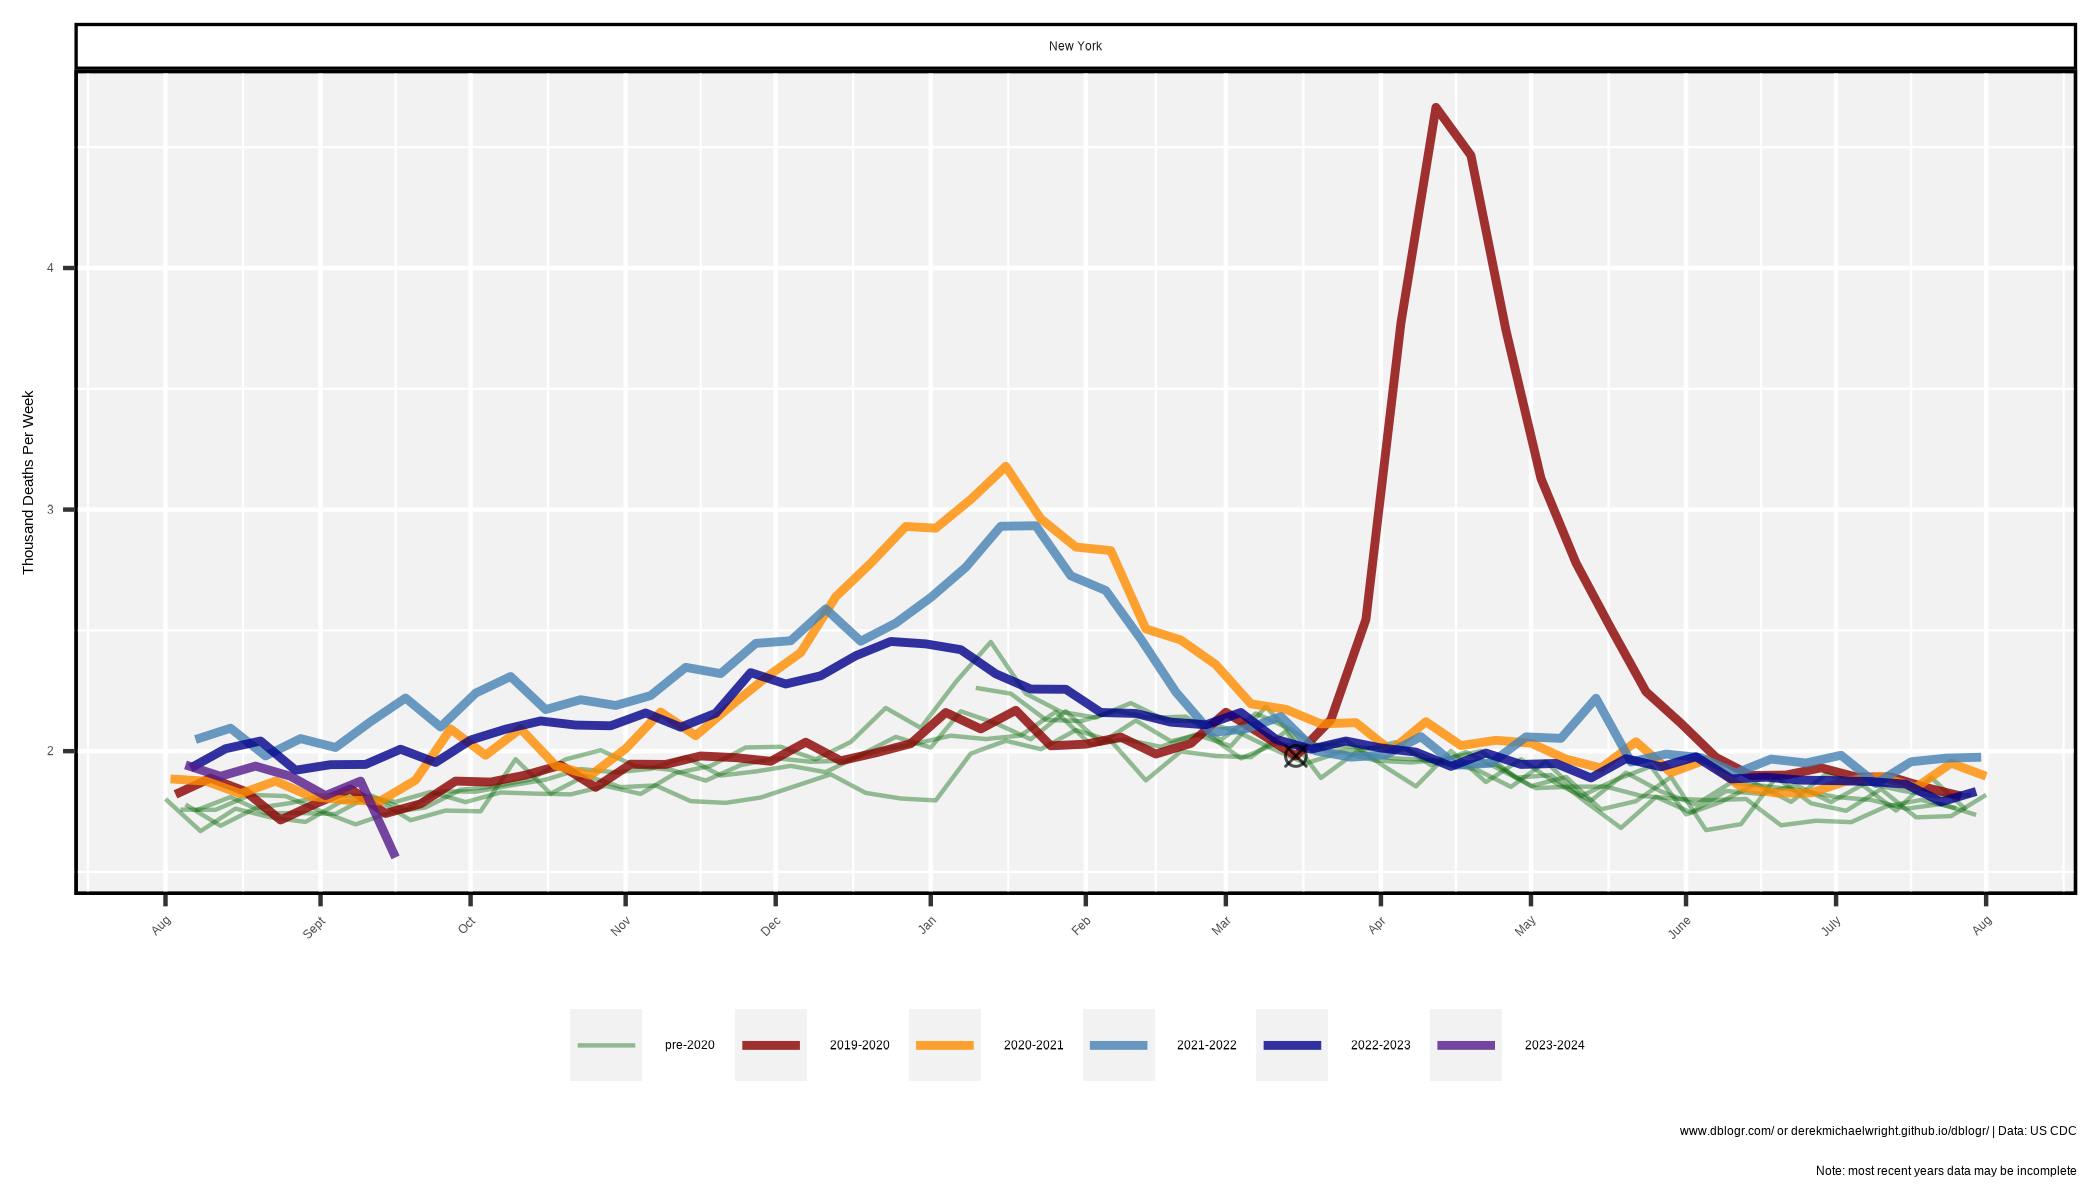 New York
Thousand Deaths Per Week
4
3
2
Aug Sept Oct Nov Dec Jan Feb Mar Apr May June July Aug
pre-2020 2019-2020 2020-2021 2021-2022 2022-2023 2023-2024
www.dblogr.com/ or derekmichaelwright.github.io/dblogr/ | Data: US CDC
Note: most recent years data may be incomplete